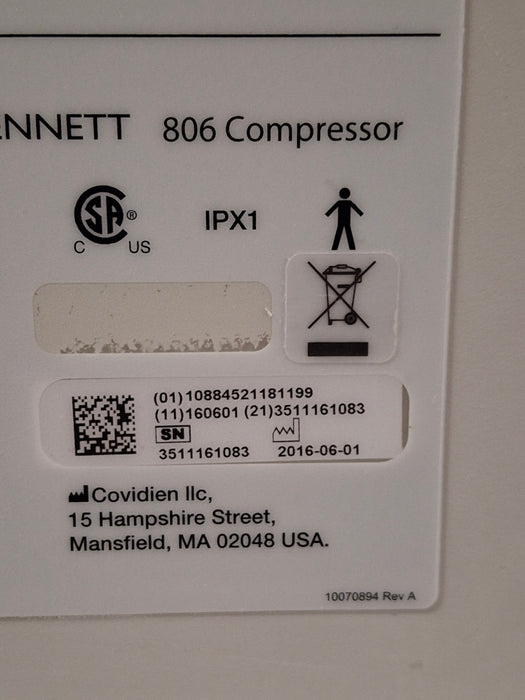 ENNETT 806 Compressor
SA ®
C US
IPX1
(01)10884521181199
(11)160601 (21)3511161083
SN
3511161083 2016-06-01
Covidien llc,
15 Hampshire Street,
Mansfield, MA 02048 USA.
10070894 Rev A